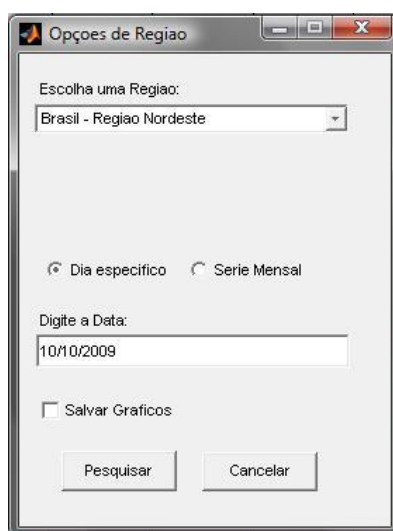 Opçoes de Regiao
Escolha uma Regiao:
Brasil - Regiao Nordeste
Dia especifico Serie Mensal
Digite a Data:
10/10/2009
Salvar Graficos
Pesquisar Cancelar